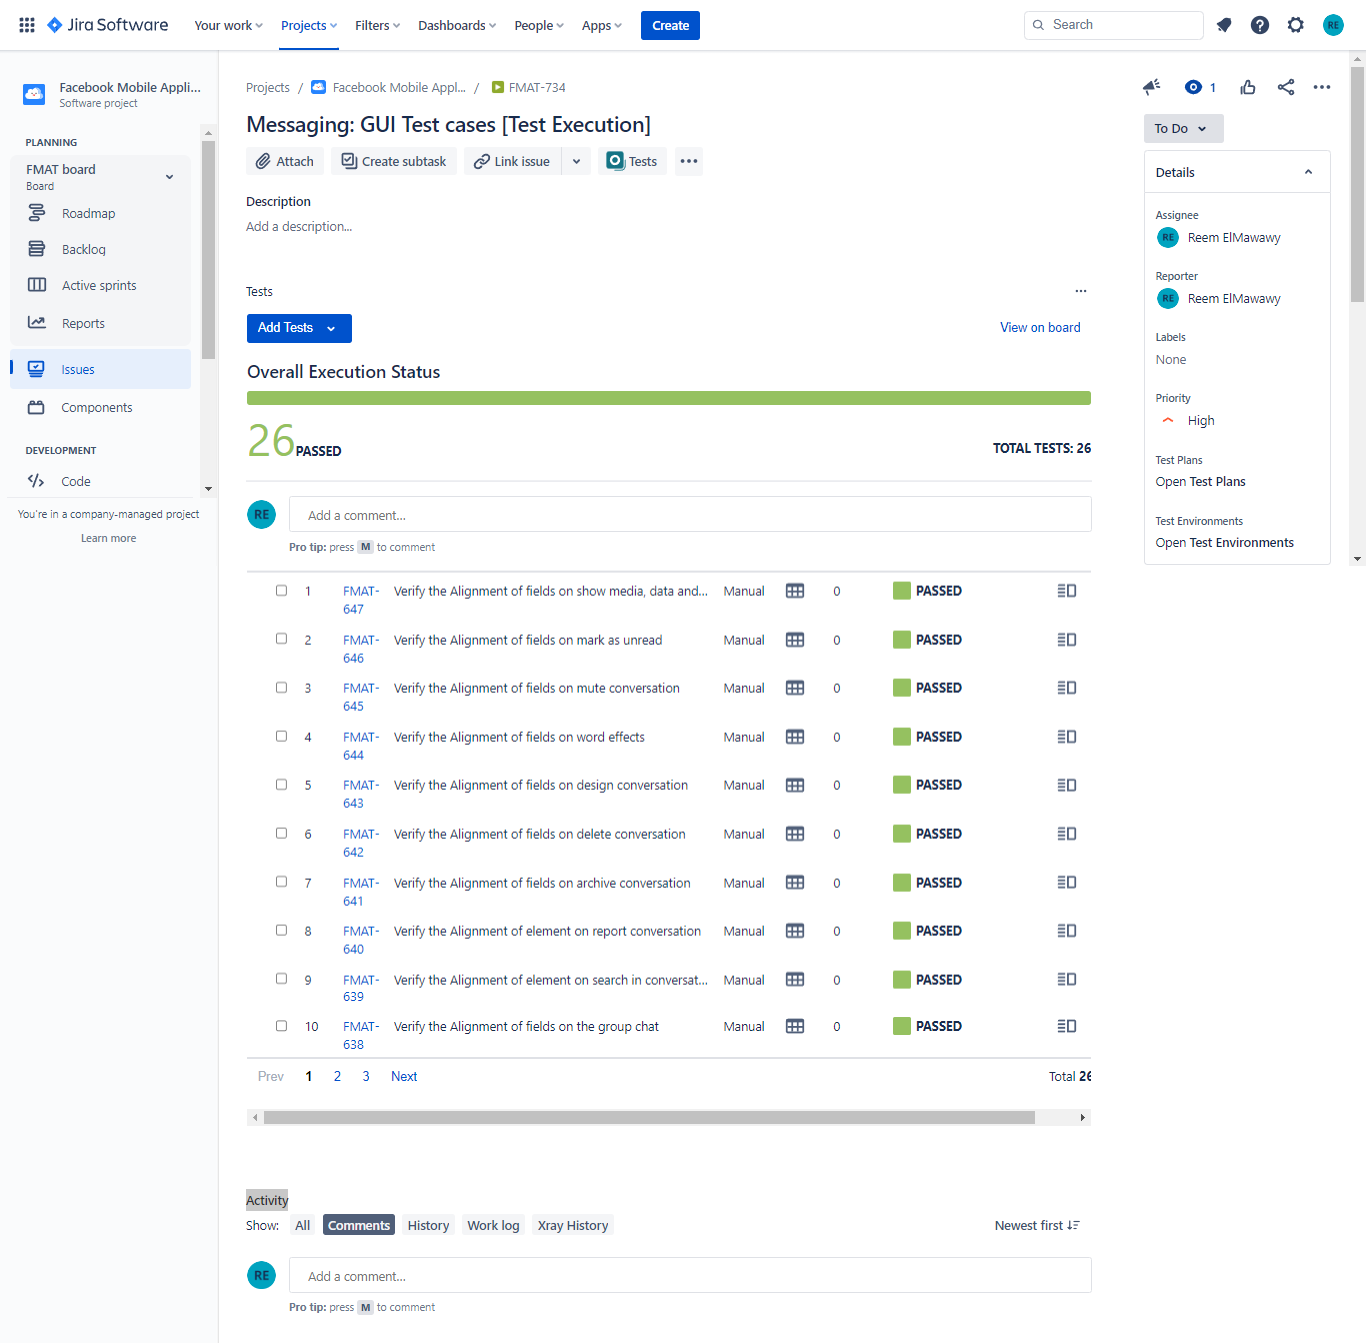 Jira Software Your work Projects Filters Dashboards People Apps Create Search RE
Facebook Mobile Appli...
Software project
PLANNING
FMAT board
Board
Roadmap
Backlog
Active sprints
Reports
Issues
Components
DEVELOPMENT
Code
You're in a company-managed project
Learn more
Projects / Facebook Mobile Appl... / FMAT-734
1
Messaging: GUI Test cases [Test Execution]
Attach Create subtask Link issue Tests
Description
Add a description...
Tests
Add Tests View on board
Overall Execution Status
26 PASSED TOTAL TESTS: 26
RE Add a comment...
Pro tip: press M to comment
1 FMAT-647 Verify the Alignment of fields on show media, data and... Manual 0 PASSED
2 FMAT-646 Verify the Alignment of fields on mark as unread Manual 0 PASSED
3 FMAT-645 Verify the Alignment of fields on mute conversation Manual 0 PASSED
4 FMAT-644 Verify the Alignment of fields on word effects Manual 0 PASSED
5 FMAT-643 Verify the Alignment of fields on design conversation Manual 0 PASSED
6 FMAT-642 Verify the Alignment of fields on delete conversation Manual 0 PASSED
7 FMAT-641 Verify the Alignment of fields on archive conversation Manual 0 PASSED
8 FMAT-640 Verify the Alignment of element on report conversation Manual 0 PASSED
9 FMAT-639 Verify the Alignment of element on search in conversat... Manual 0 PASSED
10 FMAT-638 Verify the Alignment of fields on the group chat Manual 0 PASSED
Prev 1 2 3 Next Total 26
Activity
Show: All Comments History Work log Xray History Newest first
RE Add a comment...
Pro tip: press M to comment
To Do
Details
Assignee
RE Reem ElMawawy
Reporter
RE Reem ElMawawy
Labels
None
Priority
High
Test Plans
Open Test Plans
Test Environments
Open Test Environments